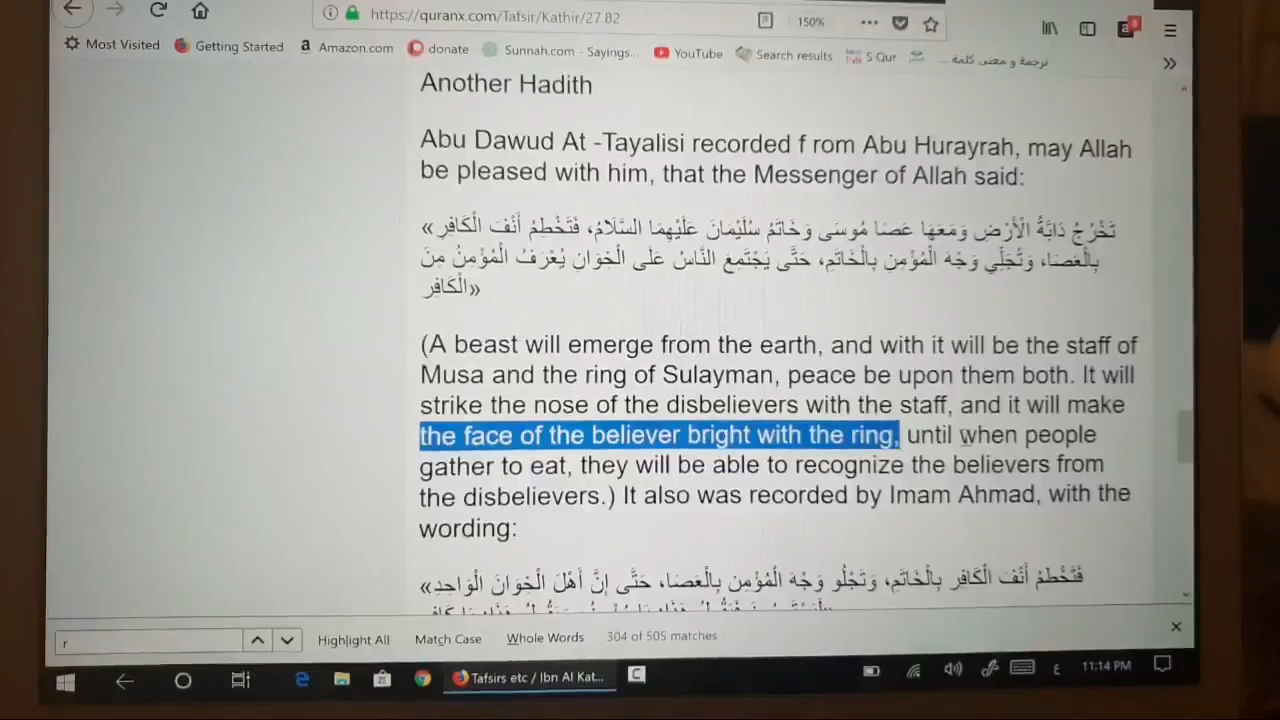 https://quranx.com/Tafsir/Kathir/27.82
150%
Most Visited
Getting Started
Amazon.com
donate
Sunnah.com - Sayings...
YouTube
Search results
S Qur
ترجمة و معنى كلمة ...
Another Hadith
Abu Dawud At -Tayalisi recorded f rom Abu Hurayrah, may Allah
be pleased with him, that the Messenger of Allah said:
«تَخْرُجُ دَابَّةُ الْأَرْضِ وَمَعَهَا عَصَا مُوسَى وَخَاتَمُ سُلَيْمَانَ عَلَيْهِمَا السَّلَامُ، فَتَخْطِمُ أَنْفَ الْكَافِرِ
بِالْعَصَا، وَتُجَلِّي وَجْهَ الْمُؤْمِنِ بِالْخَاتَمِ، حَتَّى يَجْتَمِعَ النَّاسُ عَلَى الْخِوَانِ يُعْرَفُ الْمُؤْمِنُ مِنَ
الْكَافِر»
(A beast will emerge from the earth, and with it will be the staff of
Musa and the ring of Sulayman, peace be upon them both. It will
strike the nose of the disbelievers with the staff, and it will make
the face of the believer bright with the ring, until when people
gather to eat, they will be able to recognize the believers from
the disbelievers.) It also was recorded by Imam Ahmad, with the
wording:
«فَتَخْطِمُ أَنْفَ الْكَافِرِ بِالْخَاتَمِ، وَتَجْلُو وَجْهَ الْمُؤْمِنِ بِالْعَصَا، حَتَّى إِنَّ أَهْلَ الْخِوَانِ الْوَاحِدِ
r
Highlight All
Match Case
Whole Words
304 of 505 matches
Tafsirs etc / Ibn Al Kat...
ع
11:14 PM